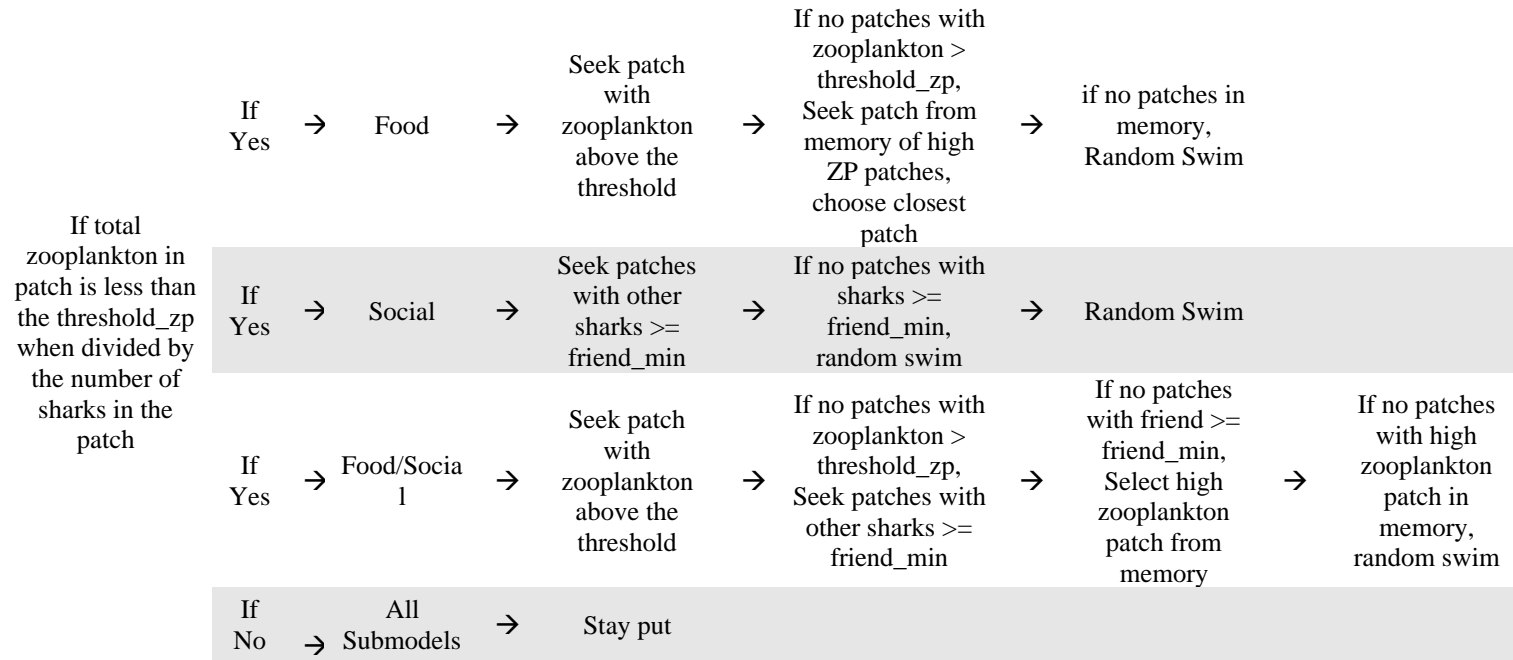 If total
zooplankton in
patch is less than
the threshold_zp
when divided by
the number of
sharks in the
patch
If
Yes
→
Food
→
Seek patch
with
zooplankton
above the
threshold
→
If no patches with
zooplankton >
threshold_zp,
Seek patch from
memory of high
ZP patches,
choose closest
patch
→
if no patches in
memory,
Random Swim
If
Yes
→
Social
→
Seek patches
with other
sharks >=
friend_min
→
If no patches with
sharks >=
friend_min,
random swim
→
Random Swim
If
Yes
→
Food/Socia
l
→
Seek patch
with
zooplankton
above the
threshold
→
If no patches with
zooplankton >
threshold_zp,
Seek patches with
other sharks >=
friend_min
→
If no patches
with friend >=
friend_min,
Select high
zooplankton
patch from
memory
→
If no patches
with high
zooplankton
patch in
memory,
random swim
If
No
→
All
Submodels
→
Stay put